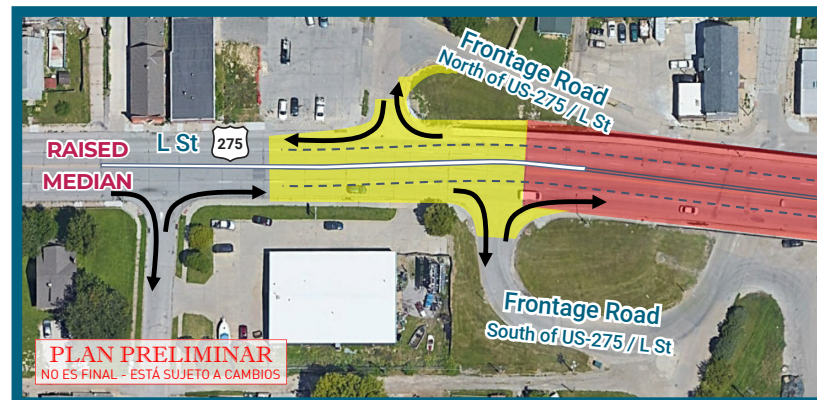 Frontage Road
North of US-275 / L St
L St 275
RAISED
MEDIAN
Frontage Road
South of US-275 / L St
PLAN PRELIMINAR
NO ES FINAL - ESTÁ SUJETO A CAMBIOS